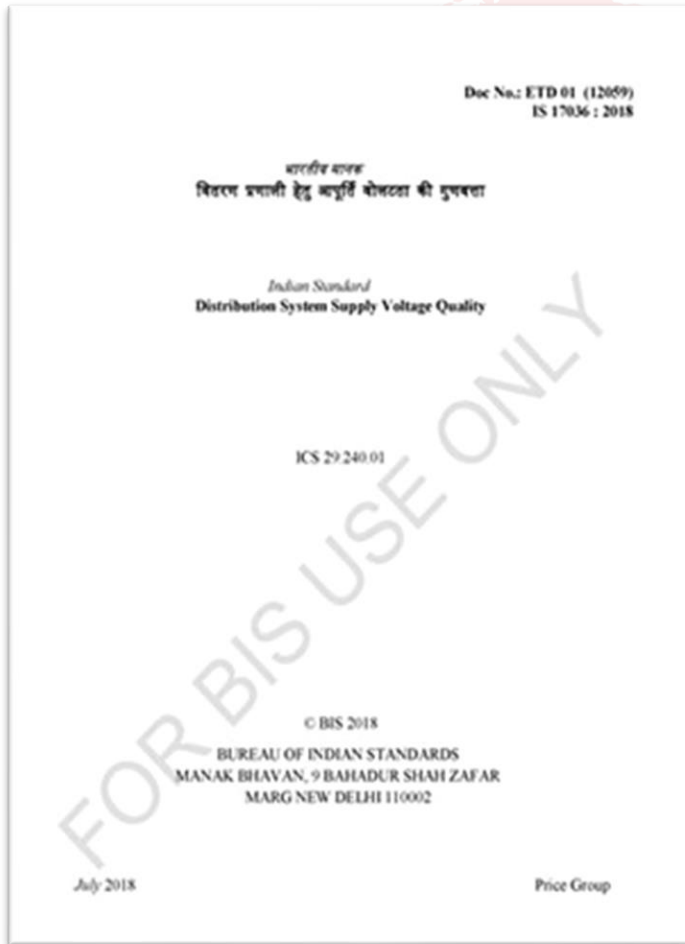 Doc No.: ETD 01 (12059)
IS 17036 : 2018
भारतीय मानक
वितरण प्रणाली हेतु आपूर्ति वोल्टता की गुणवत्ता
Indian Standard
Distribution System Supply Voltage Quality
ICS 29.240.01
FOR BIS USE ONLY
© BIS 2018
BUREAU OF INDIAN STANDARDS
MANAK BHAVAN, 9 BAHADUR SHAH ZAFAR
MARG NEW DELHI 110002
July 2018
Price Group